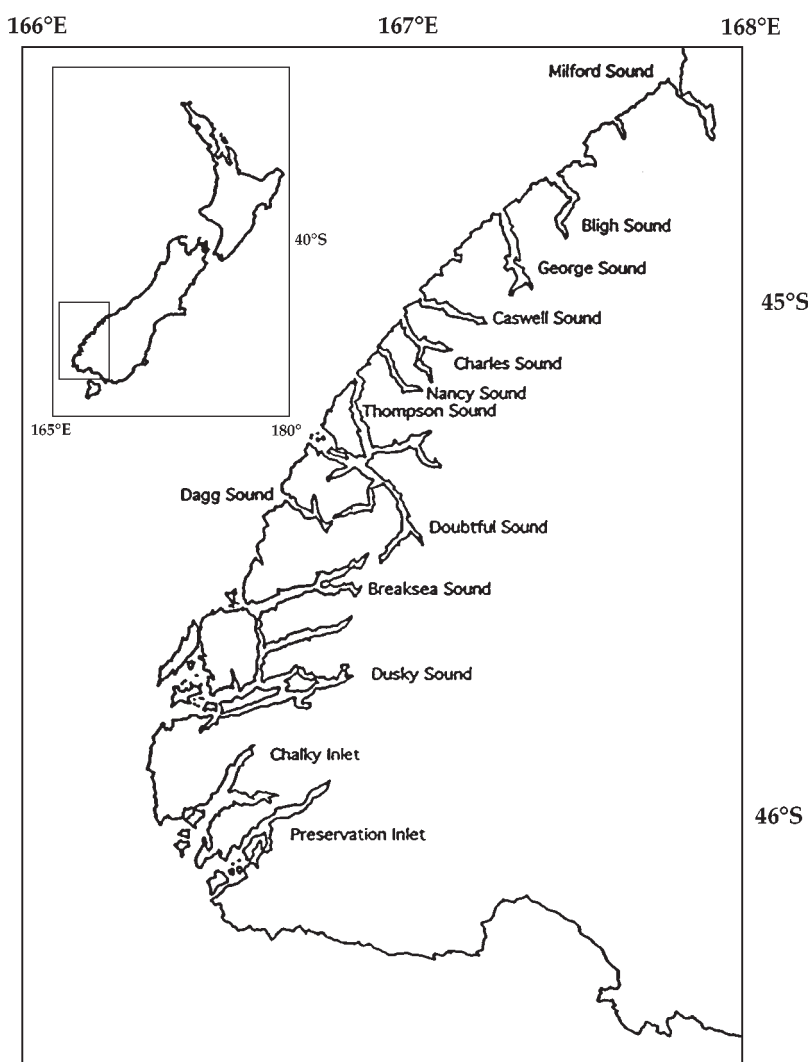 166°E
167°E
168°E
Milford Sound
Bligh Sound
40°S
George Sound
45°S
Caswell Sound
Charles Sound
Nancy Sound
Thompson Sound
165°E
180°
Dagg Sound
Doubtful Sound
Breaksea Sound
Dusky Sound
Chalky Inlet
46°S
Preservation Inlet